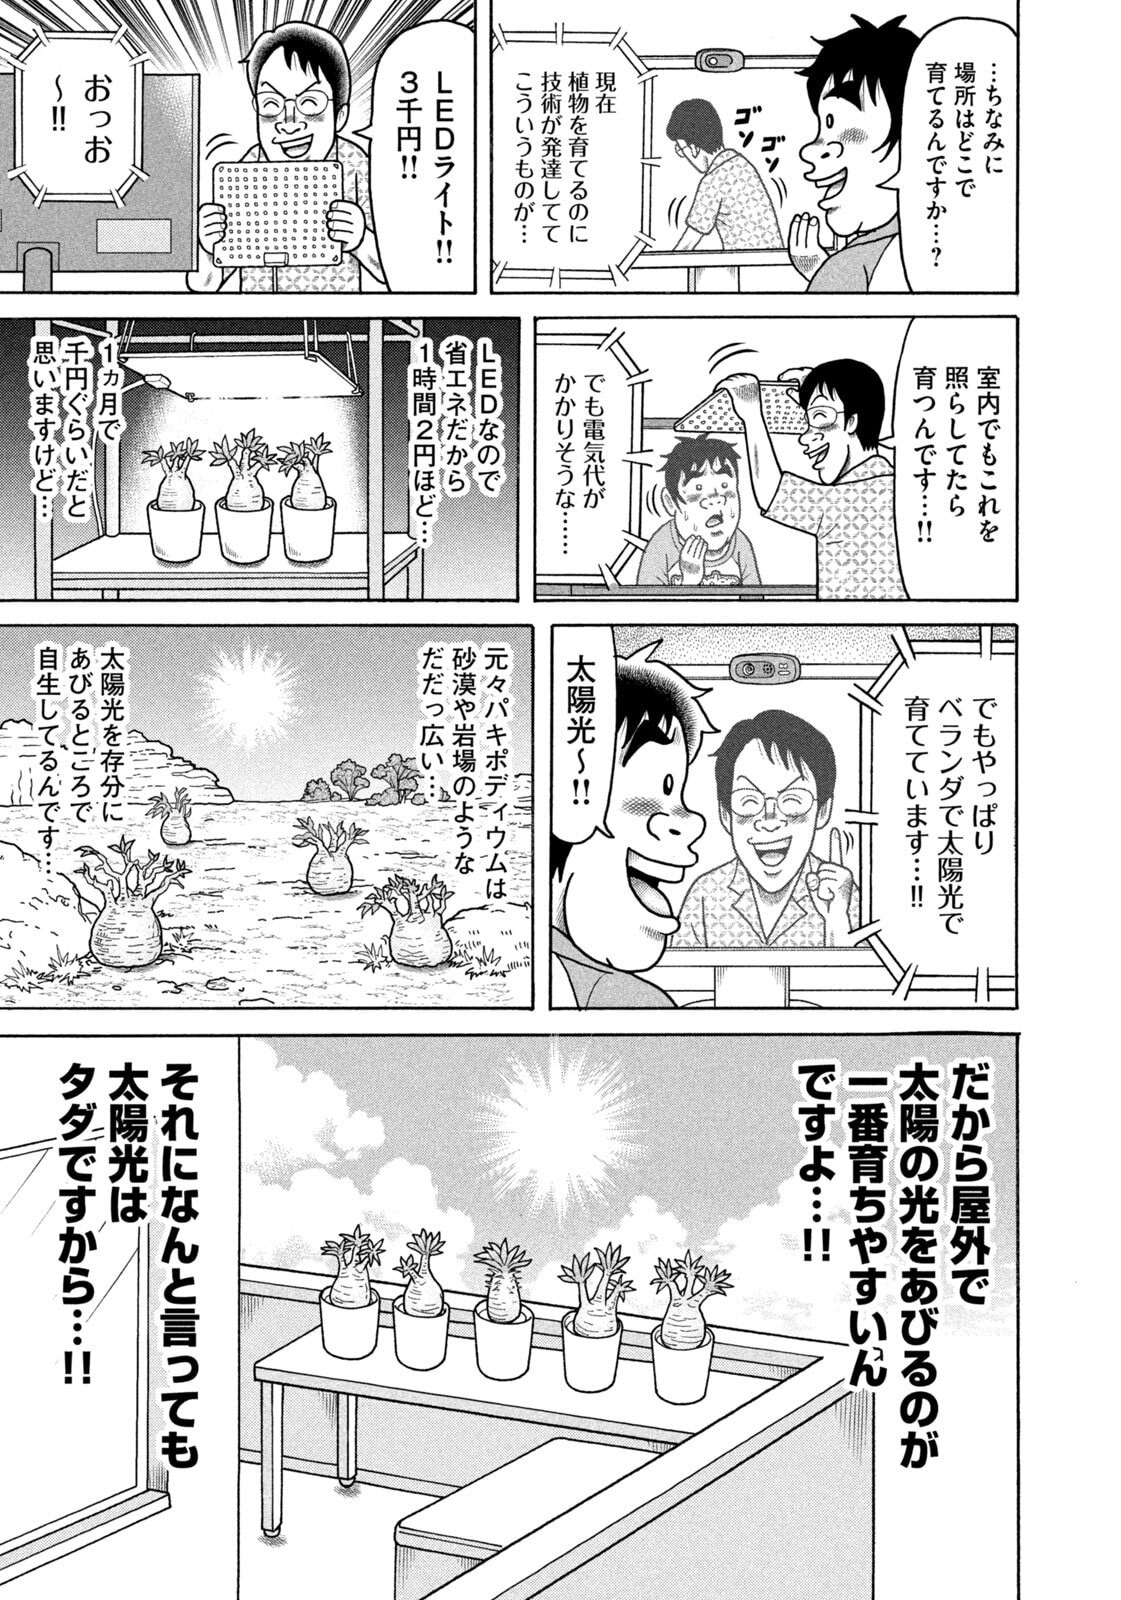 …ちなみに
場所はどこで
育てるんですか…?
ゴソ
ゴソ
現在
植物を育てるのに
技術が発達してて
こういうものが…
LEDライト!!
3千円!!
おっお
〜!!
室内でもこれを
照らしてたら
育つんです…!!
でも電気代が
かかりそうな……
LEDなので
省エネだから
1時間2円ほど…
1ヵ月で
千円ぐらいだと
思いますけど…
でもやっぱり
ベランダで太陽光で
育てています…!!
太陽光〜!!
元々パキポディウムは
砂漠や岩場のような
だだっ広い…
太陽光を存分に
あびるところで
自生してるんです…
だから屋外で
太陽の光をあびるのが
一番育ちやすいん
ですよ…!!
それになんと言っても
太陽光は
タダですから…!!